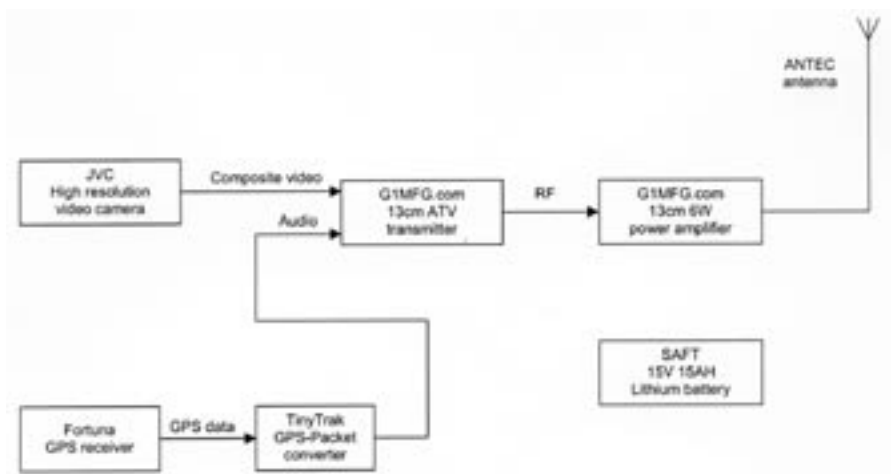 ANTEC
antenna
JVC
High resolution
video camera
Composite video
G1MFG.com
13cm ATV
transmitter
RF
G1MFG.com
13cm 6W
power amplifier
Audio
SAFT
15V 15AH
Lithium battery
Fortuna
GPS receiver
GPS data
TinyTrak
GPS-Packet
converter